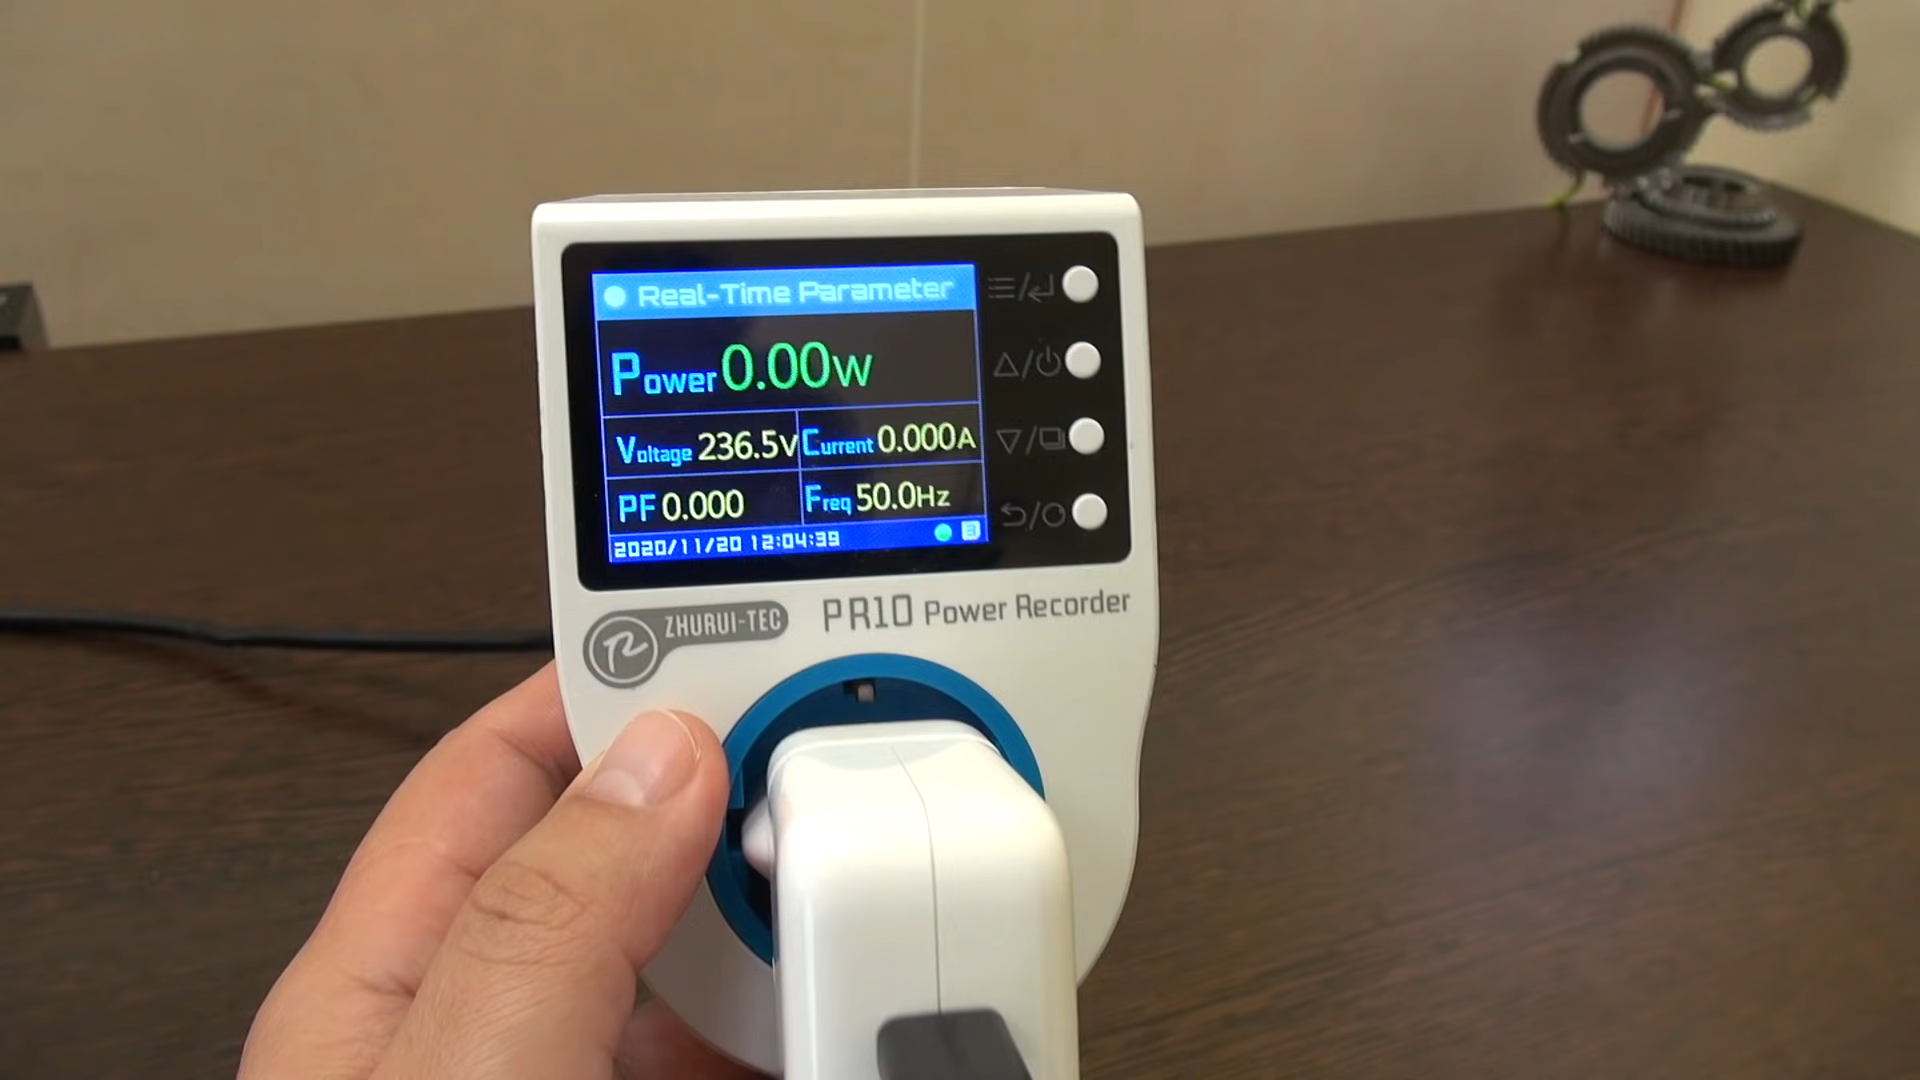 Real-Time Parameter
Power 0.00W
Voltage 236.5V Current 0.000A
PF 0.000 Freq 50.0Hz
2020/11/20 12:04:39
ZHURUI-TEC PR10 Power Recorder